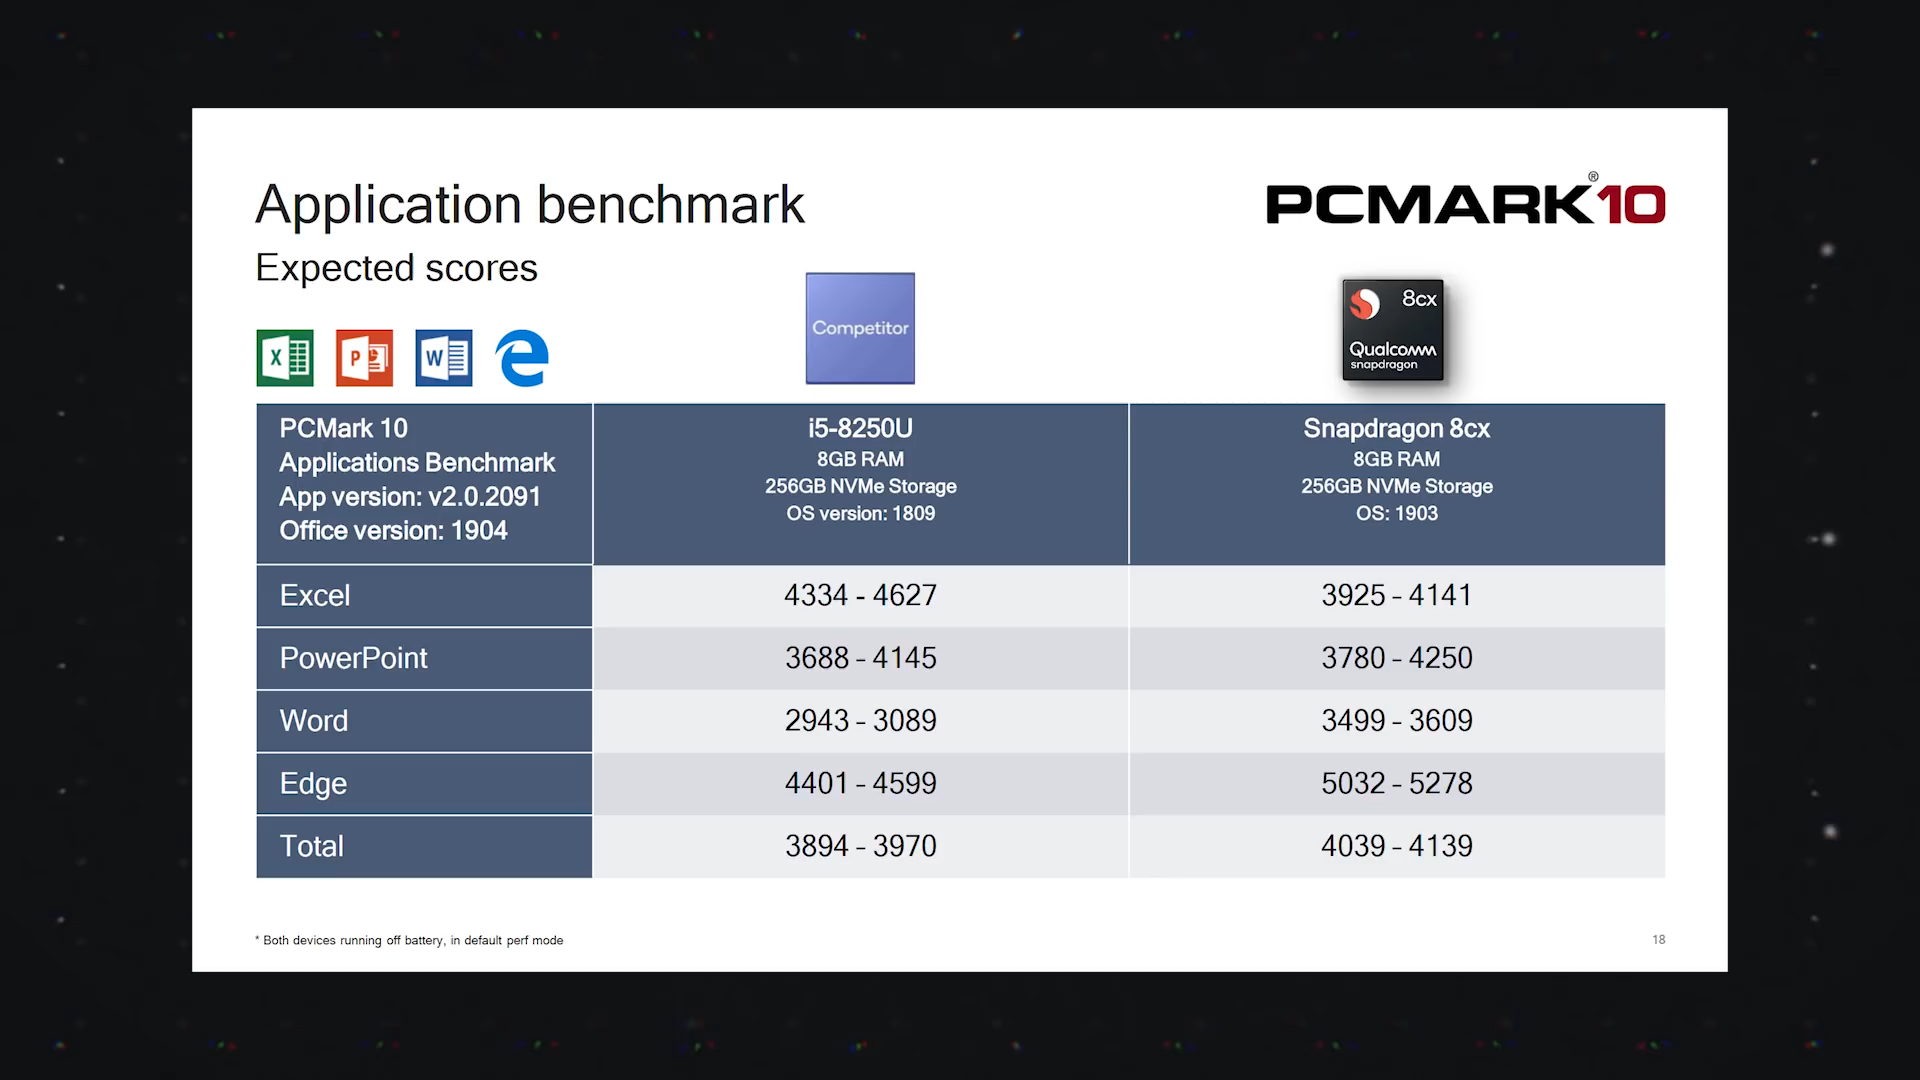 Application benchmark
PCMARK®10
Expected scores
Competitor
8cx
Qualcomm
snapdragon
PCMark 10
Applications Benchmark
App version: v2.0.2091
Office version: 1904
i5-8250U
8GB RAM
256GB NVMe Storage
OS version: 1809
Snapdragon 8cx
8GB RAM
256GB NVMe Storage
OS: 1903
Excel 4334 - 4627 3925 - 4141
PowerPoint 3688 - 4145 3780 - 4250
Word 2943 - 3089 3499 - 3609
Edge 4401 - 4599 5032 - 5278
Total 3894 - 3970 4039 - 4139
* Both devices running off battery, in default perf mode
18